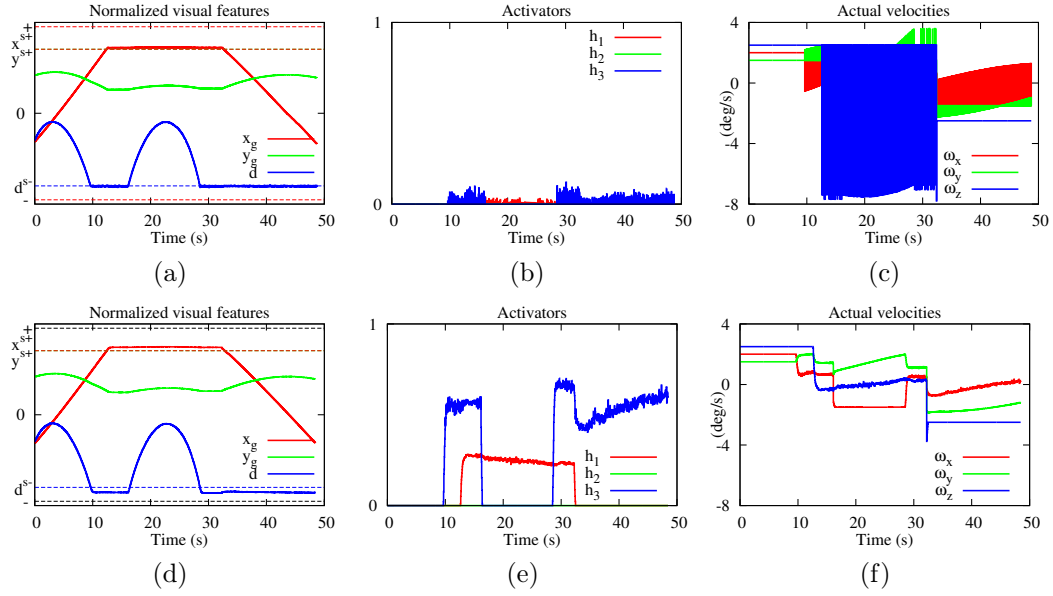 Normalized visual features
+
x^{s+}
y^{s+}
0
d^{s-}
-
x_g
y_g
d
0 10 20 30 40 50
Time (s)
(a)
Activators
1
0
h_1
h_2
h_3
0 10 20 30 40 50
Time (s)
(b)
Actual velocities
4
0
-4
-8
(deg/s)
ω_x
ω_y
ω_z
0 10 20 30 40 50
Time (s)
(c)
Normalized visual features
+
x^{s+}
y^{s+}
0
d^{s-}
-
x_g
y_g
d
0 10 20 30 40 50
Time (s)
(d)
Activators
1
0
h_1
h_2
h_3
0 10 20 30 40 50
Time (s)
(e)
Actual velocities
4
0
-4
-8
(deg/s)
ω_x
ω_y
ω_z
0 10 20 30 40 50
Time (s)
(f)